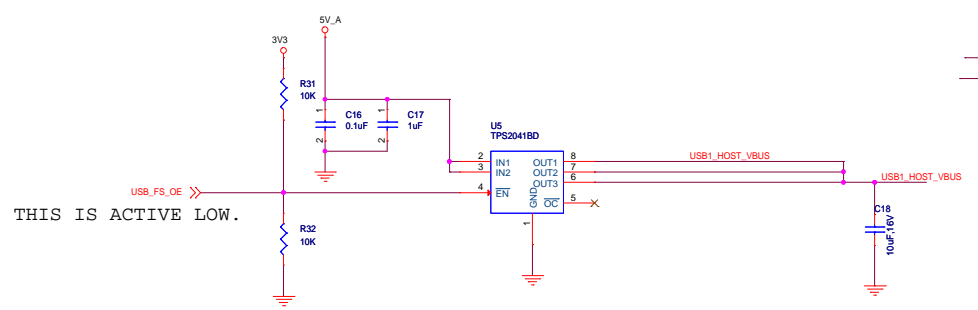 5V_A
3V3
R31
10K
1
C16
0.1uF
2
1
C17
1uF
2
U5
TPS2041BD
2
IN1
3
IN2
4
EN
GND
1
OUT1
8
OUT2
7
OUT3
6
OC
5
USB1_HOST_VBUS
USB1_HOST_VBUS
USB_FS_OE
THIS IS ACTIVE LOW.
R32
10K
C18
10uF,16V